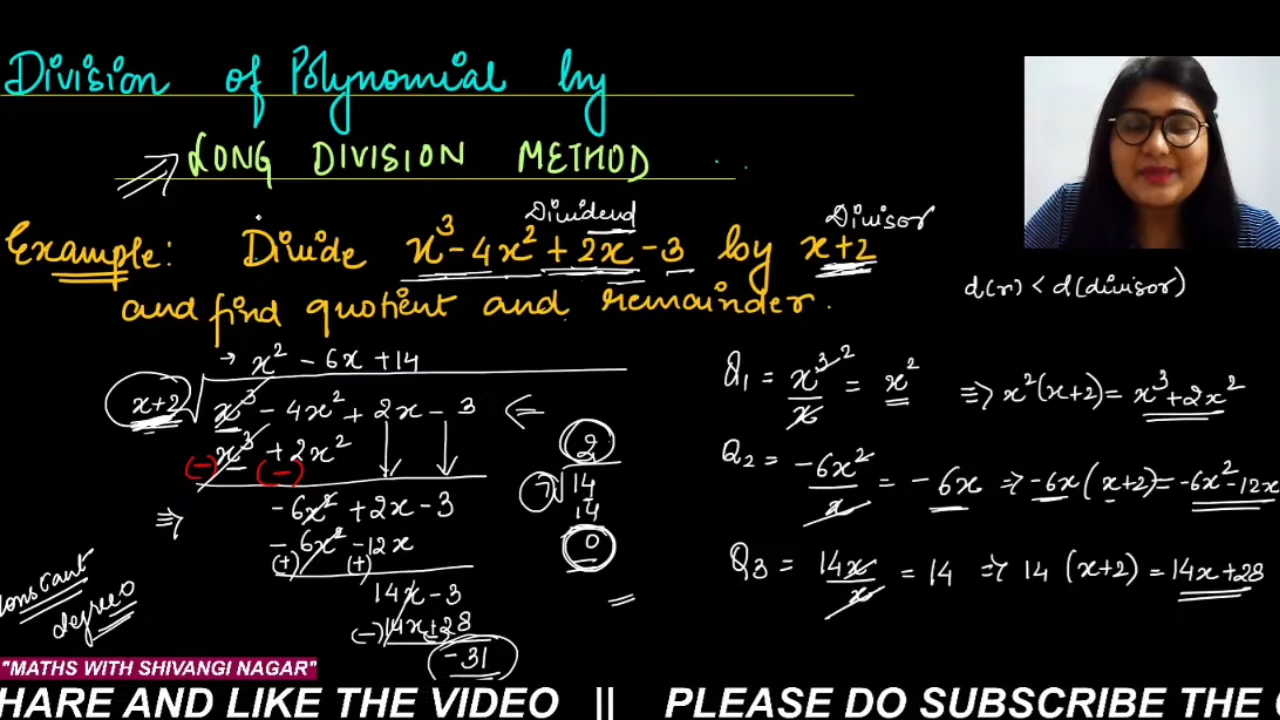 Division of Polynomial by
LONG DIVISION METHOD
Dividend
Divisor
Example: Divide x³ - 4x² + 2x - 3 by x+2
and find quotient and remainder.
d(r) < d(divisor)
→ x² - 6x + 14
x+2 √ x³ - 4x² + 2x - 3 ⇐
x³ + 2x²
(-) (-)
⇒ -6x² + 2x - 3
-6x² - 12x
(+) (+)
14x - 3
(-) 14x ± 28
-31
2
7 √ 14
14
0
=
Q1 = x³/x = x² ⇒ x²(x+2) = x³+2x²
Q2 = -6x²/x = -6x ⇒ -6x(x+2) = -6x²-12x
Q3 = 14x/x = 14 ⇒ 14 (x+2) = 14x+28
constant
degree 0
"MATHS WITH SHIVANGI NAGAR"
HARE AND LIKE THE VIDEO || PLEASE DO SUBSCRIBE THE